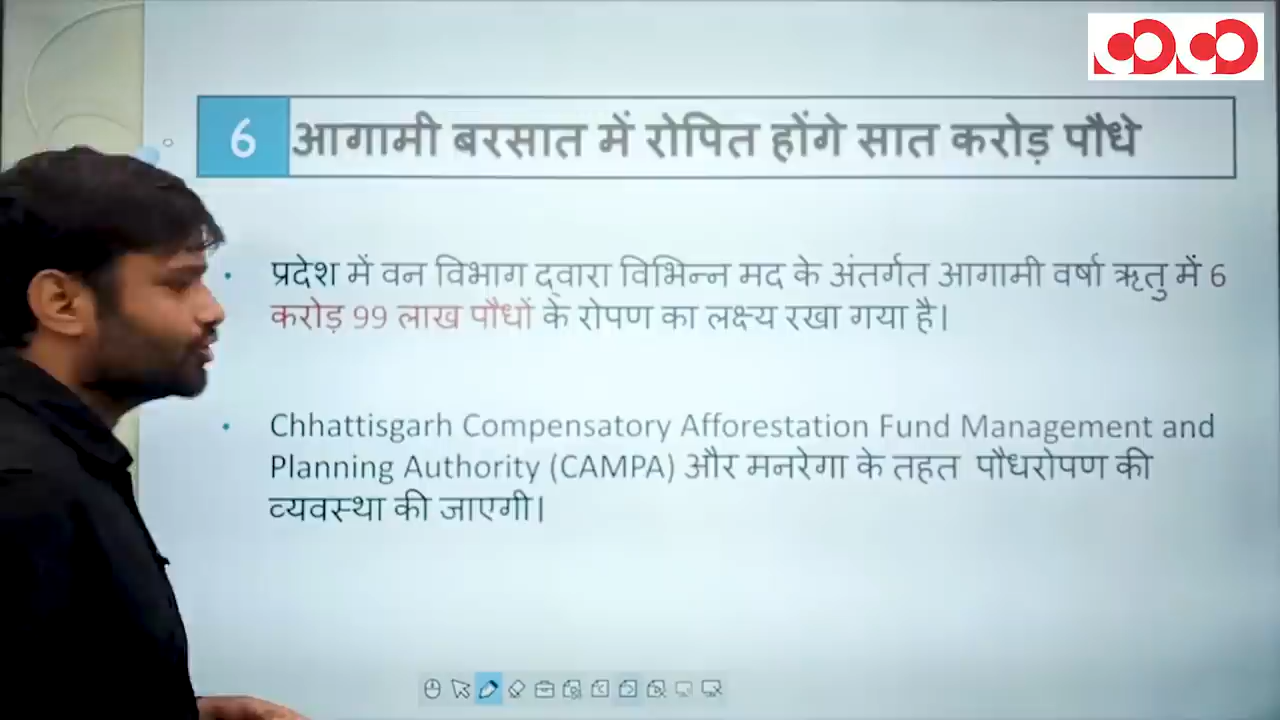 6 आगामी बरसात में रोपित होंगे सात करोड़ पौधे
• प्रदेश में वन विभाग द्वारा विभिन्न मद के अंतर्गत आगामी वर्षा ऋतु में 6
करोड़ 99 लाख पौधों के रोपण का लक्ष्य रखा गया है।
• Chhattisgarh Compensatory Afforestation Fund Management and
Planning Authority (CAMPA) और मनरेगा के तहत पौधरोपण की
व्यवस्था की जाएगी।